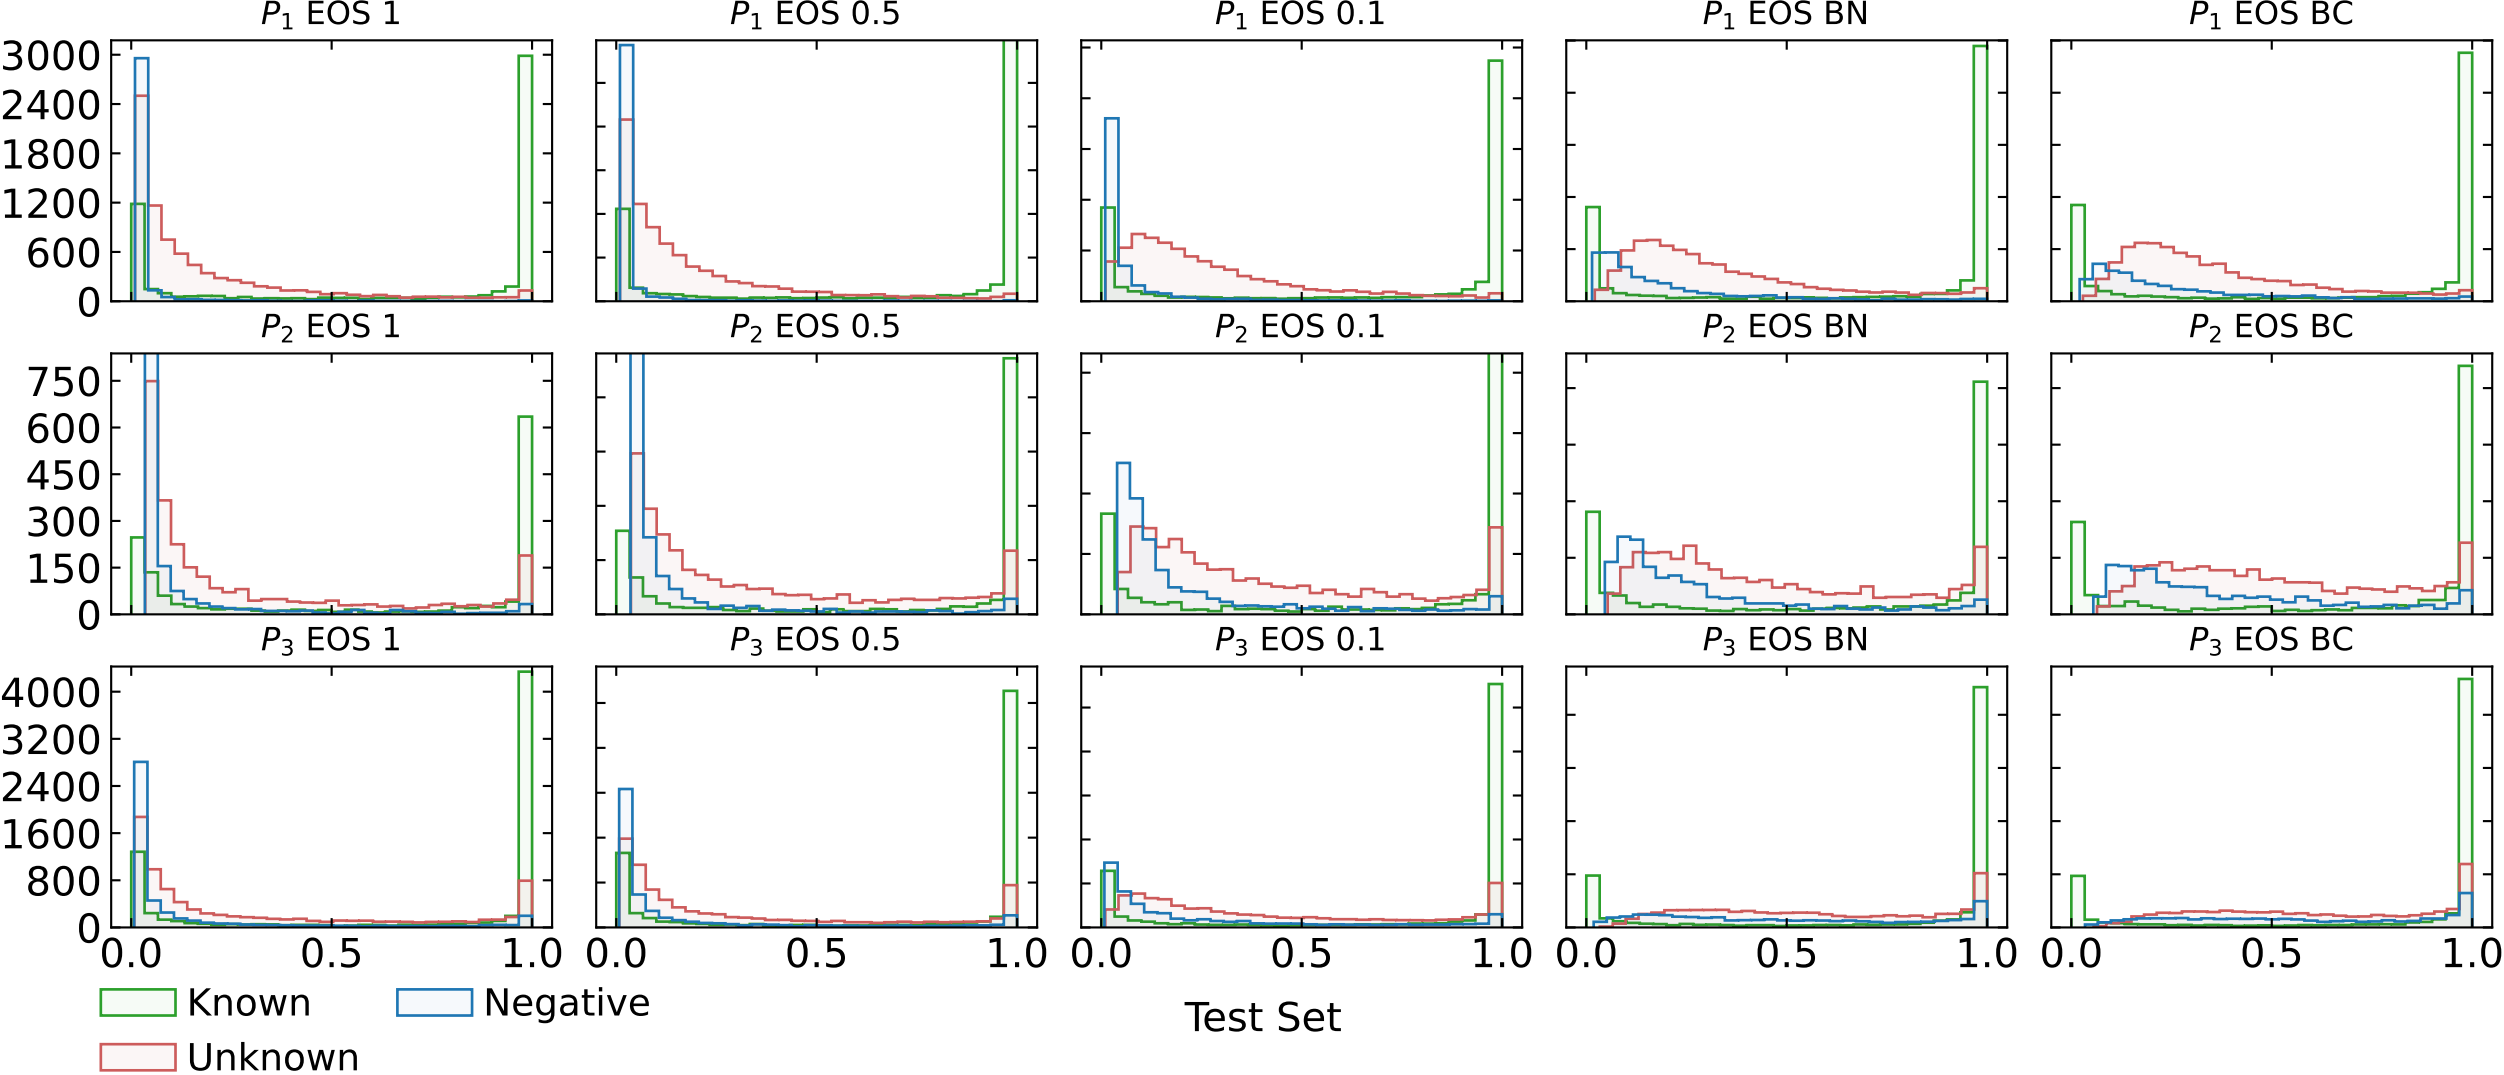 P1 EOS 1 P1 EOS 0.5 P1 EOS 0.1 P1 EOS BN P1 EOS BC
3000
2400
1800
1200
600
0
P2 EOS 1 P2 EOS 0.5 P2 EOS 0.1 P2 EOS BN P2 EOS BC
750
600
450
300
150
0
P3 EOS 1 P3 EOS 0.5 P3 EOS 0.1 P3 EOS BN P3 EOS BC
4000
3200
2400
1600
800
0
0.0 0.5 1.0 0.0 0.5 1.0 0.0 0.5 1.0 0.0 0.5 1.0 0.0 0.5 1.0
Known Negative
Test Set
Unknown